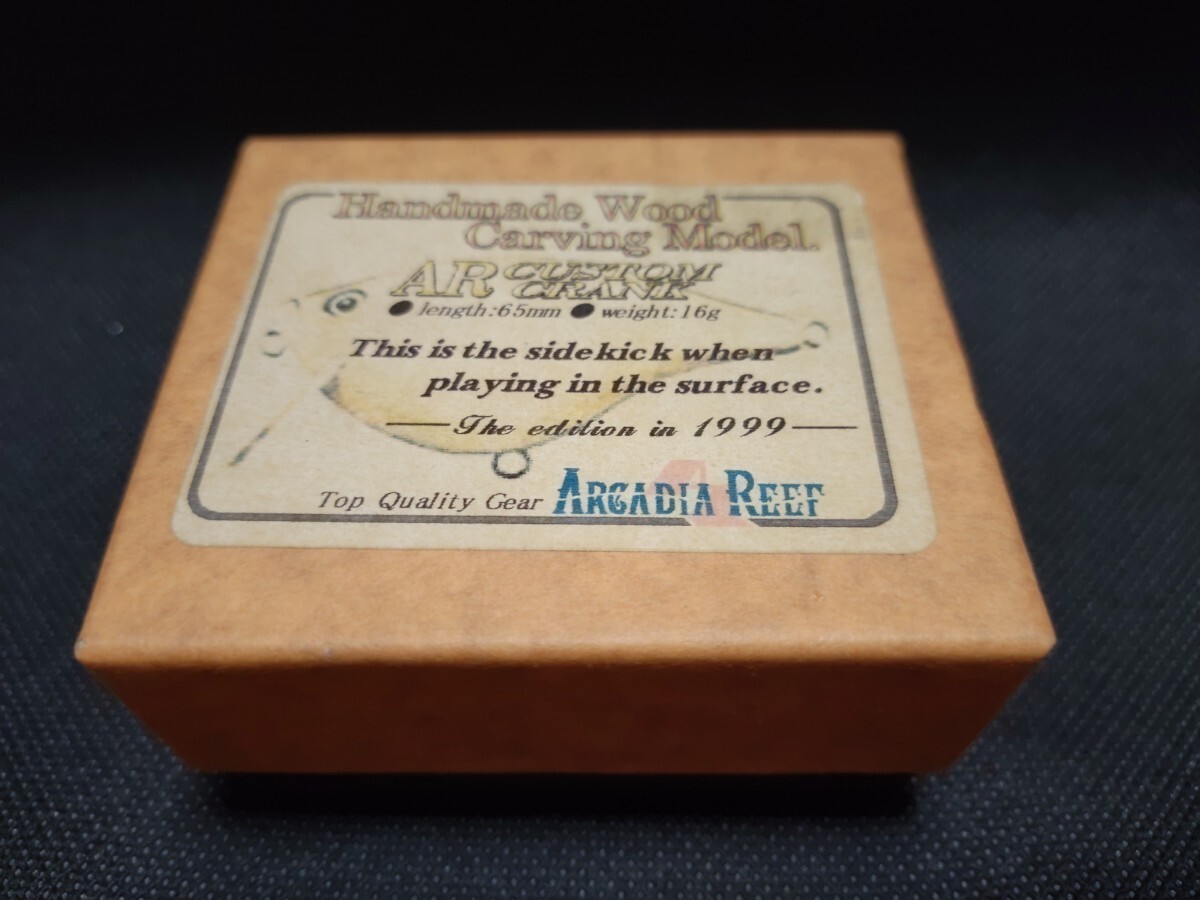 Handmade Wood
Carving Model.
AR CUSTOM
CRANK
● length:65mm ● weight:16g
This is the sidekick when
playing in the surface.
The edition in 1999
Top Quality Gear ARCADIA REEF